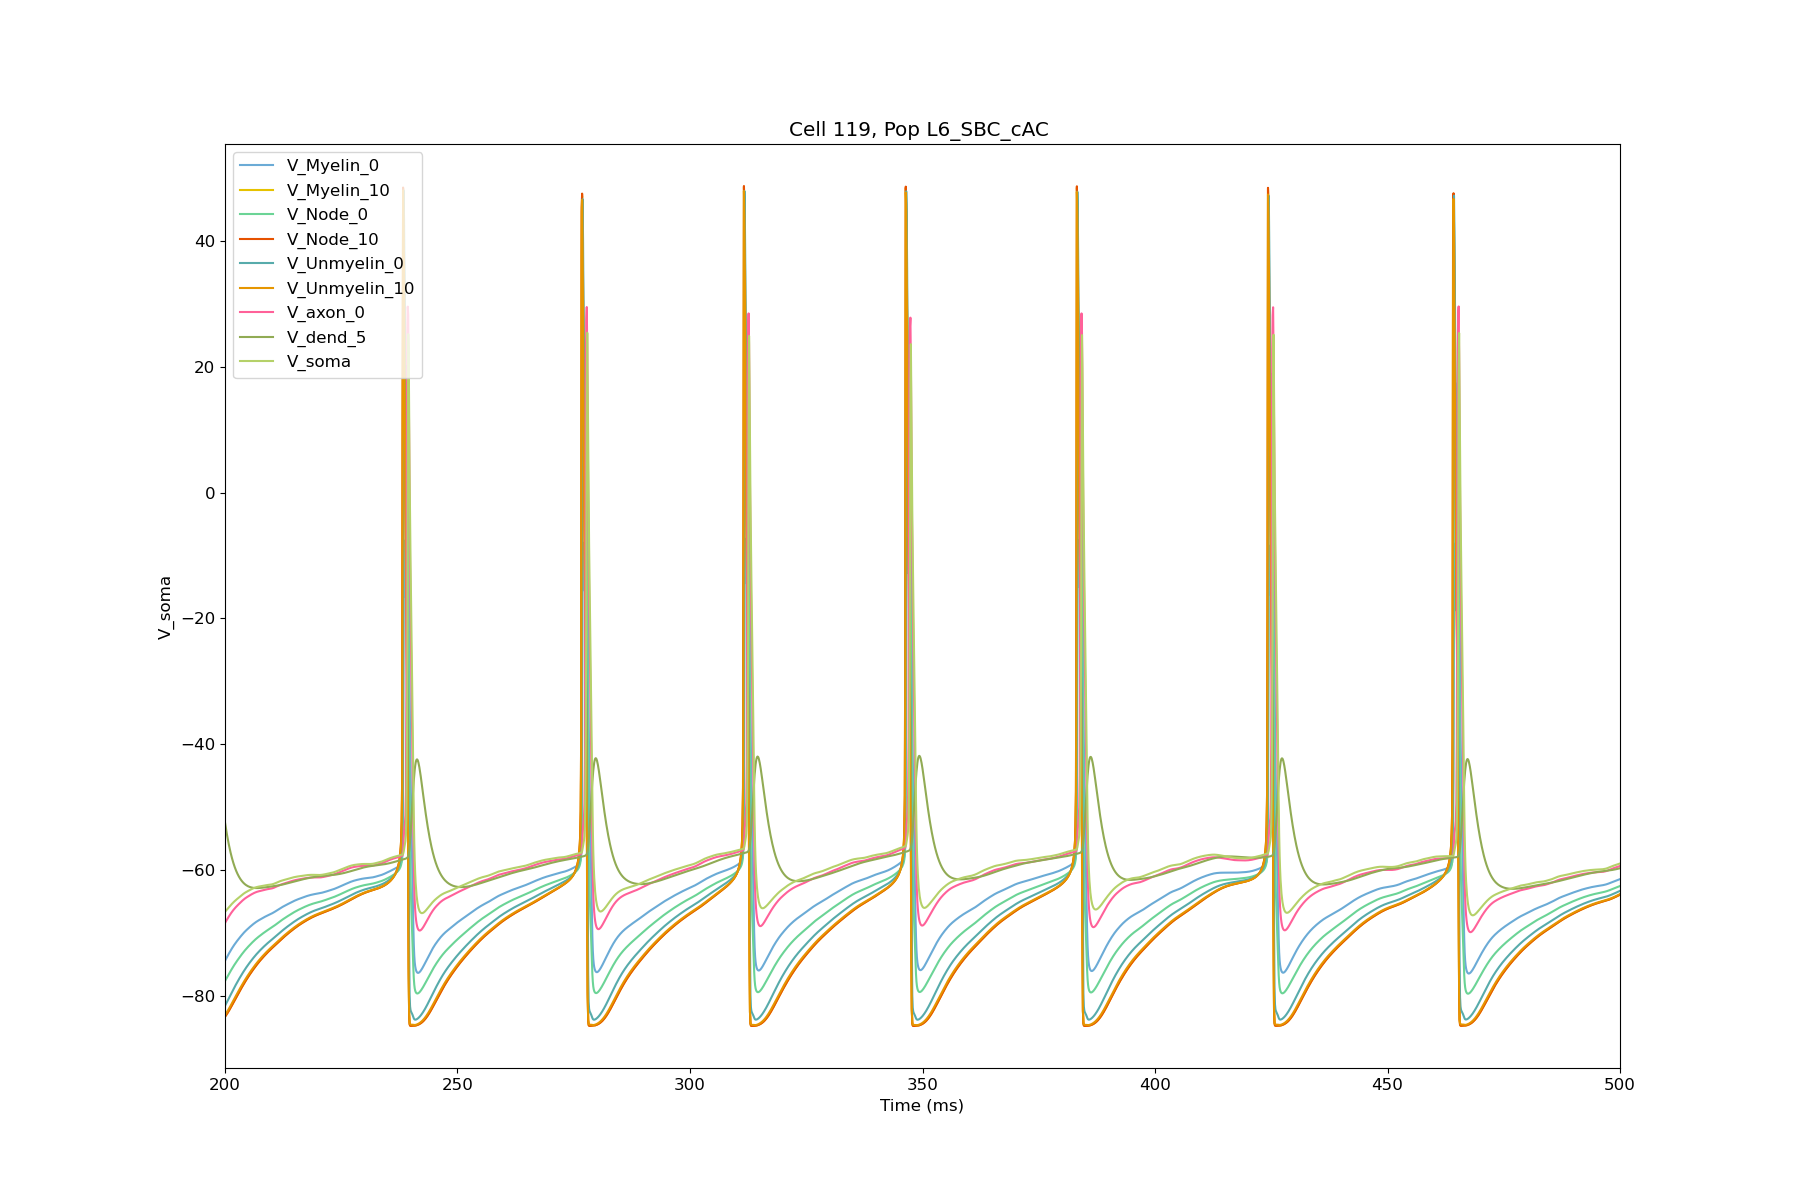 Cell 119, Pop L6_SBC_cAC
V_Myelin_0
V_Myelin_10
V_Node_0
V_Node_10
V_Unmyelin_0
V_Unmyelin_10
V_axon_0
V_dend_5
V_soma
40
20
0
−20
−40
−60
−80
V_soma
200 250 300 350 400 450 500
Time (ms)